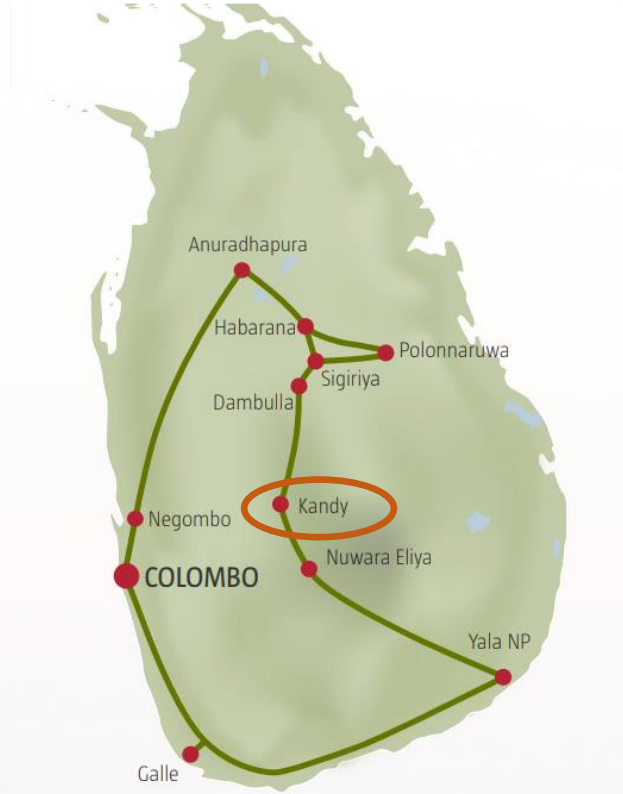 Anuradhapura
Habarana
Polonnaruwa
Sigiriya
Dambulla
Kandy
Negombo
Nuwara Eliya
COLOMBO
Yala NP
Galle